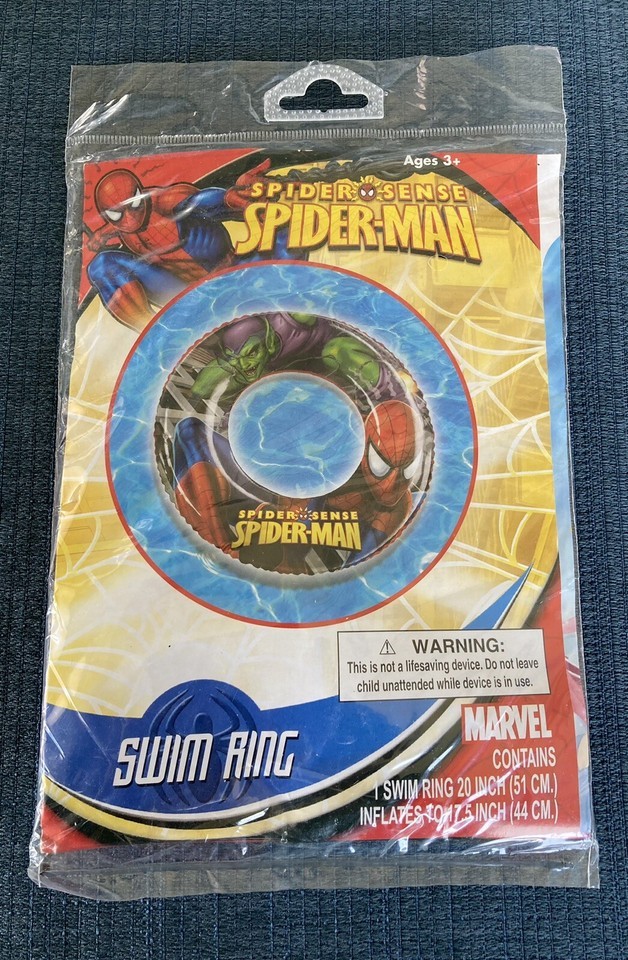 Ages 3+
SPIDER SENSE
SPIDER-MAN
SPIDER SENSE
SPIDER-MAN
⚠ WARNING:
This is not a lifesaving device. Do not leave
child unattended while device is in use.
MARVEL
SWIM RING
CONTAINS
1 SWIM RING 20 INCH (51 CM.)
INFLATES TO 17.5 INCH (44 CM.)